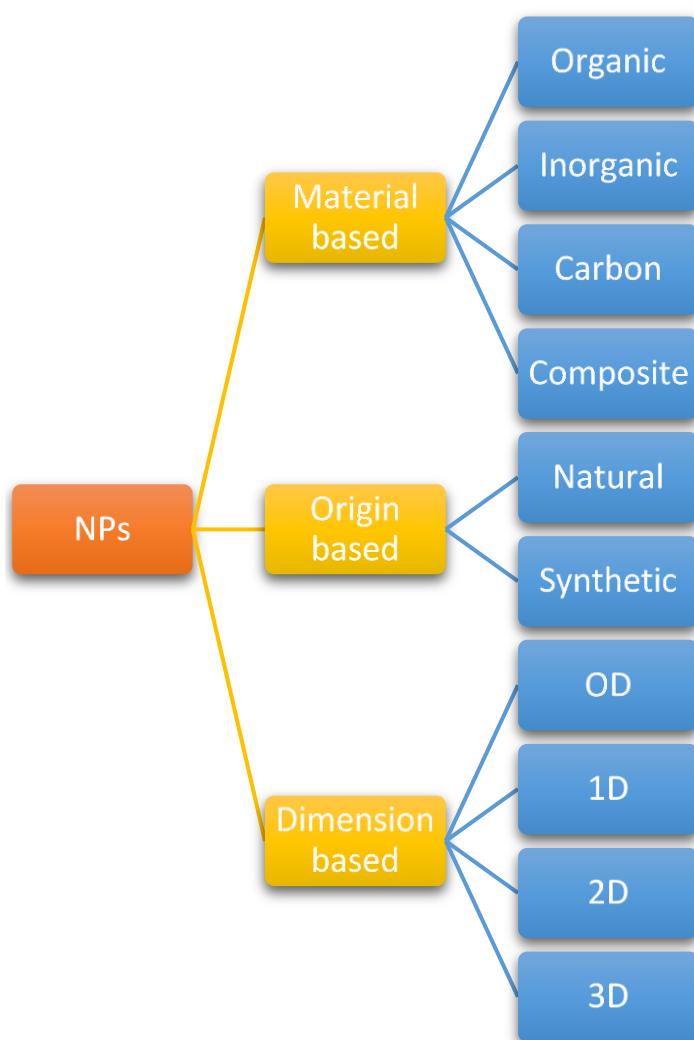 Organic
Inorganic
Material
based
Carbon
Composite
NPs
Origin
based
Natural
Synthetic
OD
1D
Dimension
based
2D
3D